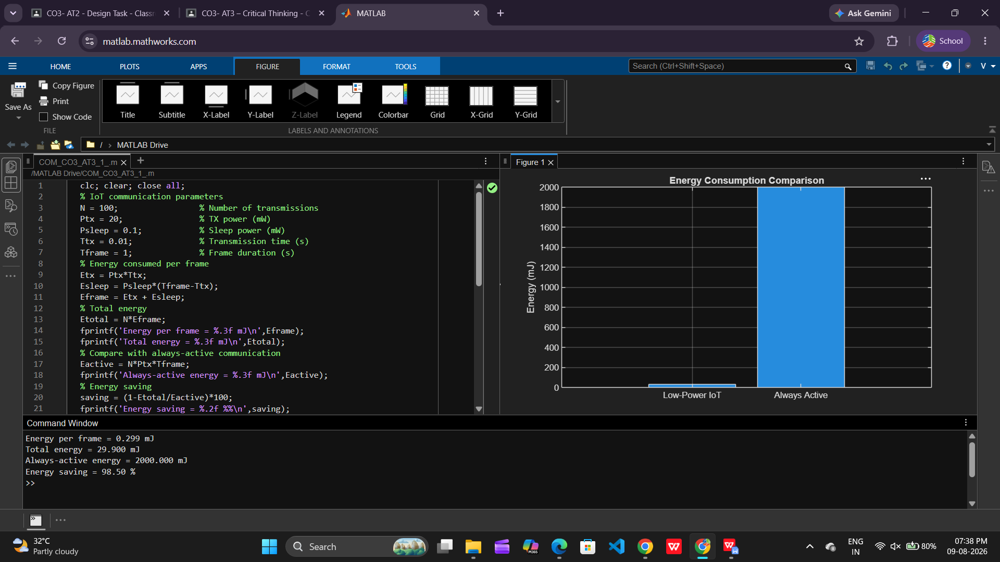 CO3- AT2 - Design Task - Classr
CO3- AT3 – Critical Thinking - C
MATLAB
Ask Gemini
matlab.mathworks.com
School
HOME
PLOTS
APPS
FIGURE
FORMAT
TOOLS
Search (Ctrl+Shift+Space)
V
Save As
Copy Figure
Print
Show Code
FILE
Title
Subtitle
X-Label
Y-Label
Z-Label
Legend
Colorbar
Grid
X-Grid
Y-Grid
LABELS AND ANNOTATIONS
/ › MATLAB Drive
COM_CO3_AT3_1_.m
/MATLAB Drive/COM_CO3_AT3_1_.m
1 clc; clear; close all;
2 % IoT communication parameters
3 N = 100; % Number of transmissions
4 Ptx = 20; % TX power (mW)
5 Psleep = 0.1; % Sleep power (mW)
6 Ttx = 0.01; % Transmission time (s)
7 Tframe = 1; % Frame duration (s)
8 % Energy consumed per frame
9 Etx = Ptx*Ttx;
10 Esleep = Psleep*(Tframe-Ttx);
11 Eframe = Etx + Esleep;
12 % Total energy
13 Etotal = N*Eframe;
14 fprintf('Energy per frame = %.3f mJ\n',Eframe);
15 fprintf('Total energy = %.3f mJ\n',Etotal);
16 % Compare with always-active communication
17 Eactive = N*Ptx*Tframe;
18 fprintf('Always-active energy = %.3f mJ\n',Eactive);
19 % Energy saving
20 saving = (1-Etotal/Eactive)*100;
21 fprintf('Energy saving = %.2f %%\n',saving);
Figure 1
Energy Consumption Comparison
2000
1800
1600
1400
1200
1000
800
600
400
200
0
Energy (mJ)
Low-Power IoT
Always Active
Command Window
Energy per frame = 0.299 mJ
Total energy = 29.900 mJ
Always-active energy = 2000.000 mJ
Energy saving = 98.50 %
>>
32°C
Partly cloudy
Search
M365
ENG
IN
80%
07:38 PM
09-08-2026